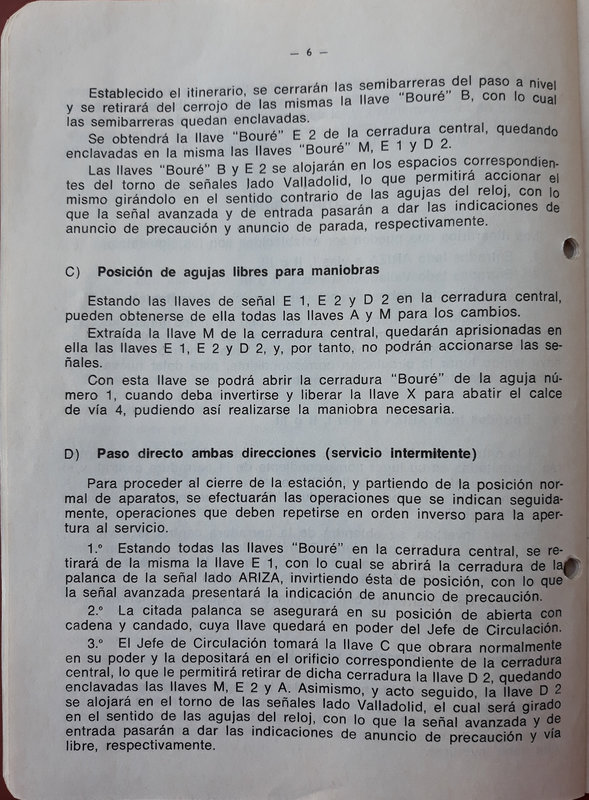 — 6 —
Establecido el itinerario, se cerrarán las semibarreras del paso a nivel
y se retirará del cerrojo de las mismas la llave "Bouré" B, con lo cual
las semibarreras quedan enclavadas.
Se obtendrá la llave "Bouré" E 2 de la cerradura central, quedando
enclavadas en la misma las llaves "Bouré" M, E 1 y D 2.
Las llaves "Bouré" B y E 2 se alojarán en los espacios correspondien-
tes del torno de señales lado Valladolid, lo que permitirá accionar el
mismo girándolo en el sentido contrario de las agujas del reloj, con lo
que la señal avanzada y de entrada pasarán a dar las indicaciones de
anuncio de precaución y anuncio de parada, respectivamente.
C) Posición de agujas libres para maniobras
Estando las llaves de señal E 1, E 2 y D 2 en la cerradura central,
pueden obtenerse de ella todas las llaves A y M para los cambios.
Extraída la llave M de la cerradura central, quedarán aprisionadas en
ella las llaves E 1, E 2 y D 2, y, por tanto, no podrán accionarse las se-
ñales.
Con esta llave se podrá abrir la cerradura "Bouré" de la aguja nú-
mero 1, cuando deba invertirse y liberar la llave X para abatir el calce
de vía 4, pudiendo así realizarse la maniobra necesaria.
D) Paso directo ambas direcciones (servicio intermitente)
Para proceder al cierre de la estación, y partiendo de la posición nor-
mal de aparatos, se efectuarán las operaciones que se indican seguida-
mente, operaciones que deben repetirse en orden inverso para la aper-
tura al servicio.
1.º Estando todas las llaves "Bouré" en la cerradura central, se re-
tirará de la misma la llave E 1, con lo cual se abrirá la cerradura de la
palanca de la señal lado ARIZA, invirtiendo ésta de posición, con lo que
la señal avanzada presentará la indicación de anuncio de precaución.
2.º La citada palanca se asegurará en su posición de abierta con
cadena y candado, cuya llave quedará en poder del Jefe de Circulación.
3.º El Jefe de Circulación tomará la llave C que obrara normalmente
en su poder y la depositará en el orificio correspondiente de la cerradura
central, lo que le permitirá retirar de dicha cerradura la llave D 2, quedando
enclavadas las llaves M, E 2 y A. Asimismo, y acto seguido, la llave D 2
se alojará en el torno de las señales lado Valladolid, el cual será girado
en el sentido de las agujas del reloj, con lo que la señal avanzada y de
entrada pasarán a dar las indicaciones de anuncio de precaución y vía
libre, respectivamente.